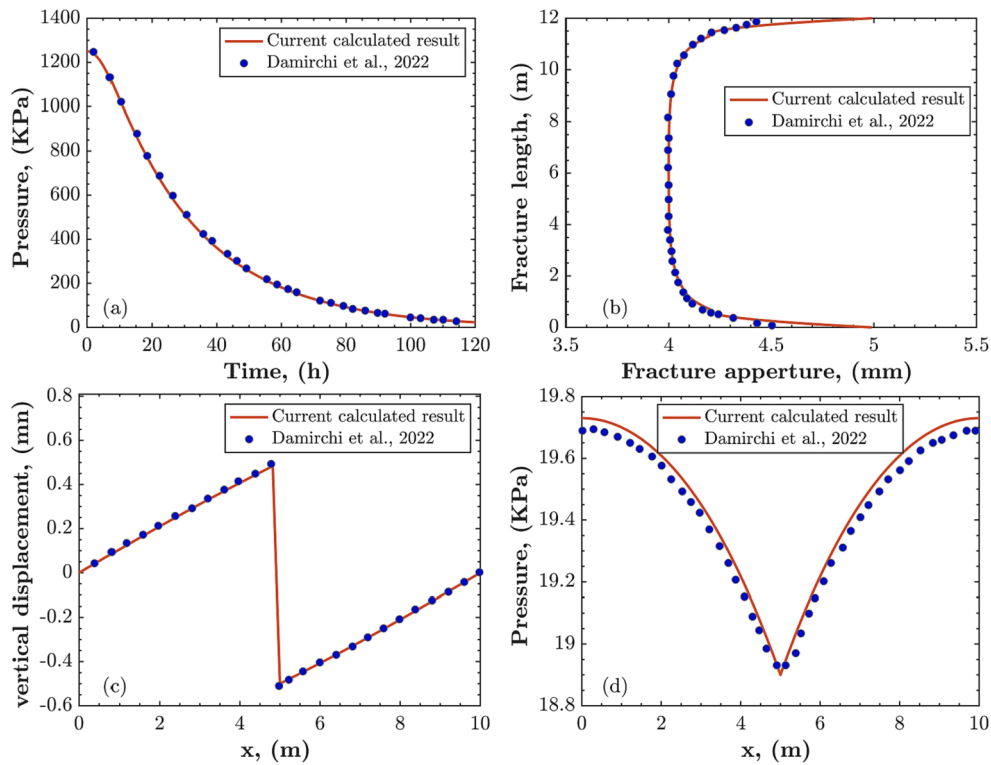 1400
1200
1000
800
600
400
200
0
Pressure, (KPa)
Current calculated result
Damirchi et al., 2022
(a)
0 20 40 60 80 100 120
Time, (h)
12
10
8
6
4
2
0
Fracture length, (m)
Current calculated result
Damirchi et al., 2022
(b)
3.5 4 4.5 5 5.5
Fracture apperture, (mm)
0.8
0.6
0.4
0.2
0
-0.2
-0.4
-0.6
vertical displacement, (mn)
Current calculated result
Damirchi et al., 2022
(c)
0 2 4 6 8 10
x, (m)
19.8
19.6
19.4
19.2
19
18.8
Pressure, (KPa)
Current calculated result
Damirchi et al., 2022
(d)
0 2 4 6 8 10
x, (m)